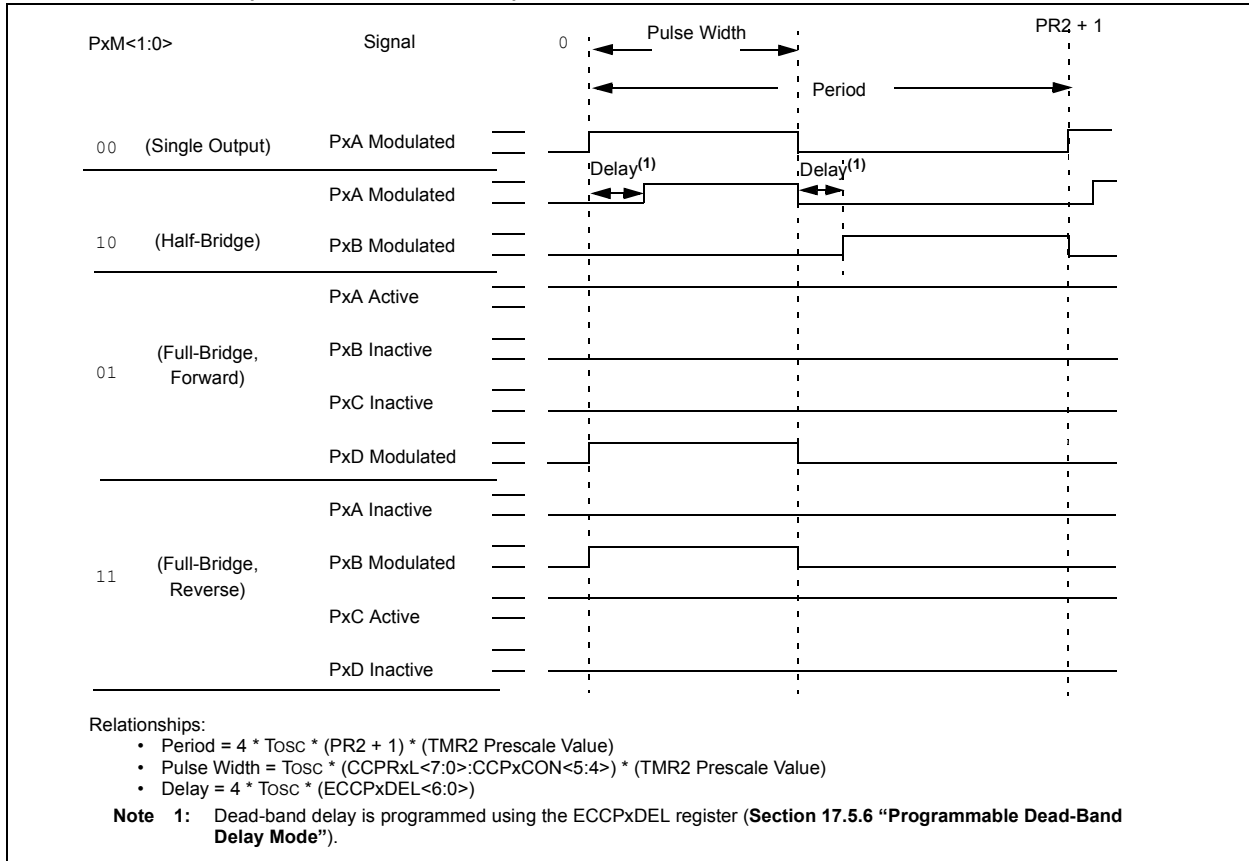 PxM<1:0> Signal 0 Pulse Width PR2 + 1
Period
00 (Single Output) PxA Modulated
Delay(1) Delay(1)
PxA Modulated
10 (Half-Bridge) PxB Modulated
PxA Active
01 (Full-Bridge, Forward) PxB Inactive
PxC Inactive
PxD Modulated
PxA Inactive
11 (Full-Bridge, Reverse) PxB Modulated
PxC Active
PxD Inactive
Relationships:
• Period = 4 * TOSC * (PR2 + 1) * (TMR2 Prescale Value)
• Pulse Width = TOSC * (CCPRxL<7:0>:CCPxCON<5:4>) * (TMR2 Prescale Value)
• Delay = 4 * TOSC * (ECCPxDEL<6:0>)
Note 1: Dead-band delay is programmed using the ECCPxDEL register (Section 17.5.6 “Programmable Dead-Band
Delay Mode”).